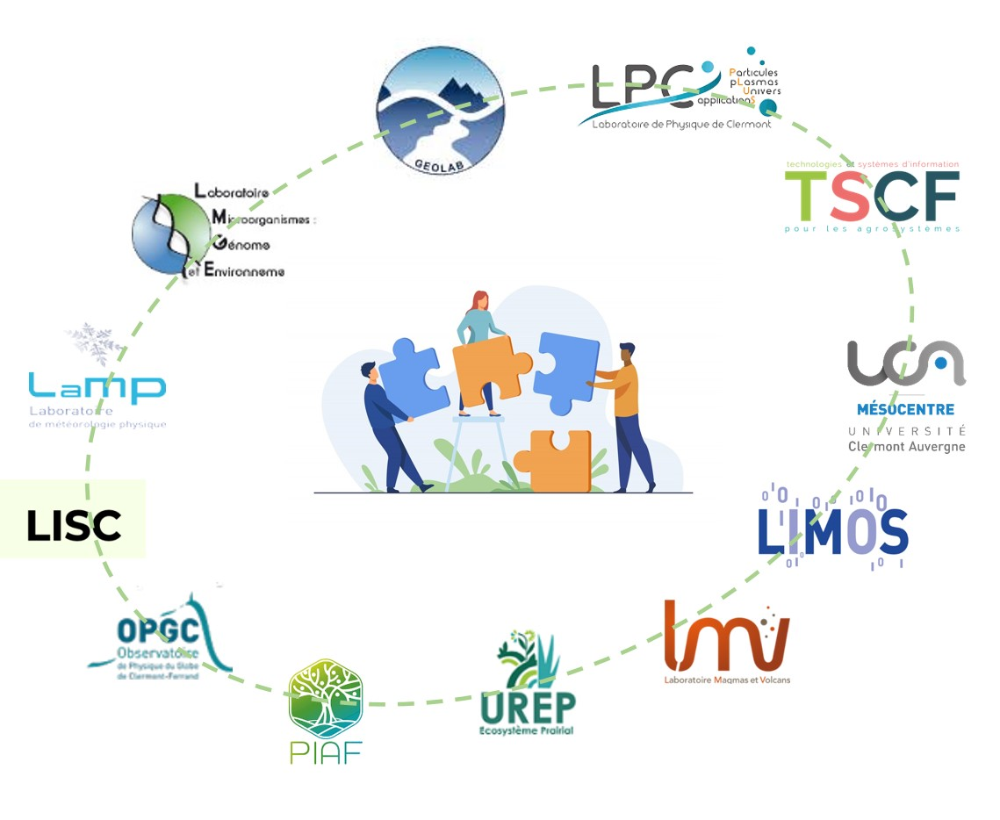 GEOLAB
LPC
Particules
pLasmas
Univers
applicationS
Laboratoire de Physique de Clermont
technologies et systèmes d'information
TSCF
pour les agrosystèmes
Laboratoire
Microorganismes :
Génome
et Environneme
LaMP
Laboratoire
de météorologie physique
UCA
MÉSOCENTRE
UNIVERSITÉ
Clermont Auvergne
LISC
LIMOS
OPGC
Observatoire
de Physique du Globe
de Clermont-Ferrand
lmv
Laboratoire Magmas et Volcans
UREP
Ecosystème Prairial
PIAF